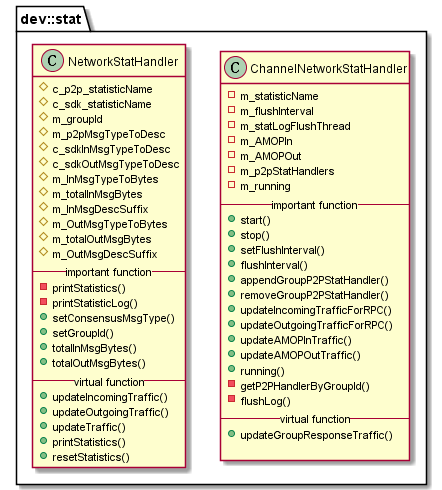 dev::stat
C NetworkStatHandler
c_p2p_statisticName
c_sdk_statisticName
m_groupId
m_p2pMsgTypeToDesc
c_sdkInMsgTypeToDesc
c_sdkOutMsgTypeToDesc
m_InMsgTypeToBytes
m_totalInMsgBytes
m_InMsgDescSuffix
m_OutMsgTypeToBytes
m_totalOutMsgBytes
m_OutMsgDescSuffix
important function
printStatistics()
printStatisticLog()
setConsensusMsgType()
setGroupId()
totalInMsgBytes()
totalOutMsgBytes()
virtual function
updateIncomingTraffic()
updateOutgoingTraffic()
updateTraffic()
printStatistics()
resetStatistics()
C ChannelNetworkStatHandler
m_statisticName
m_flushInterval
m_statLogFlushThread
m_AMOPIn
m_AMOPOut
m_p2pStatHandlers
m_running
important function
start()
stop()
setFlushInterval()
flushInterval()
appendGroupP2PStatHandler()
removeGroupP2PStatHandler()
updateIncomingTrafficForRPC()
updateOutgoingTrafficForRPC()
updateAMOPInTraffic()
updateAMOPOutTraffic()
running()
getP2PHandlerByGroupId()
flushLog()
virtual function
updateGroupResponseTraffic()